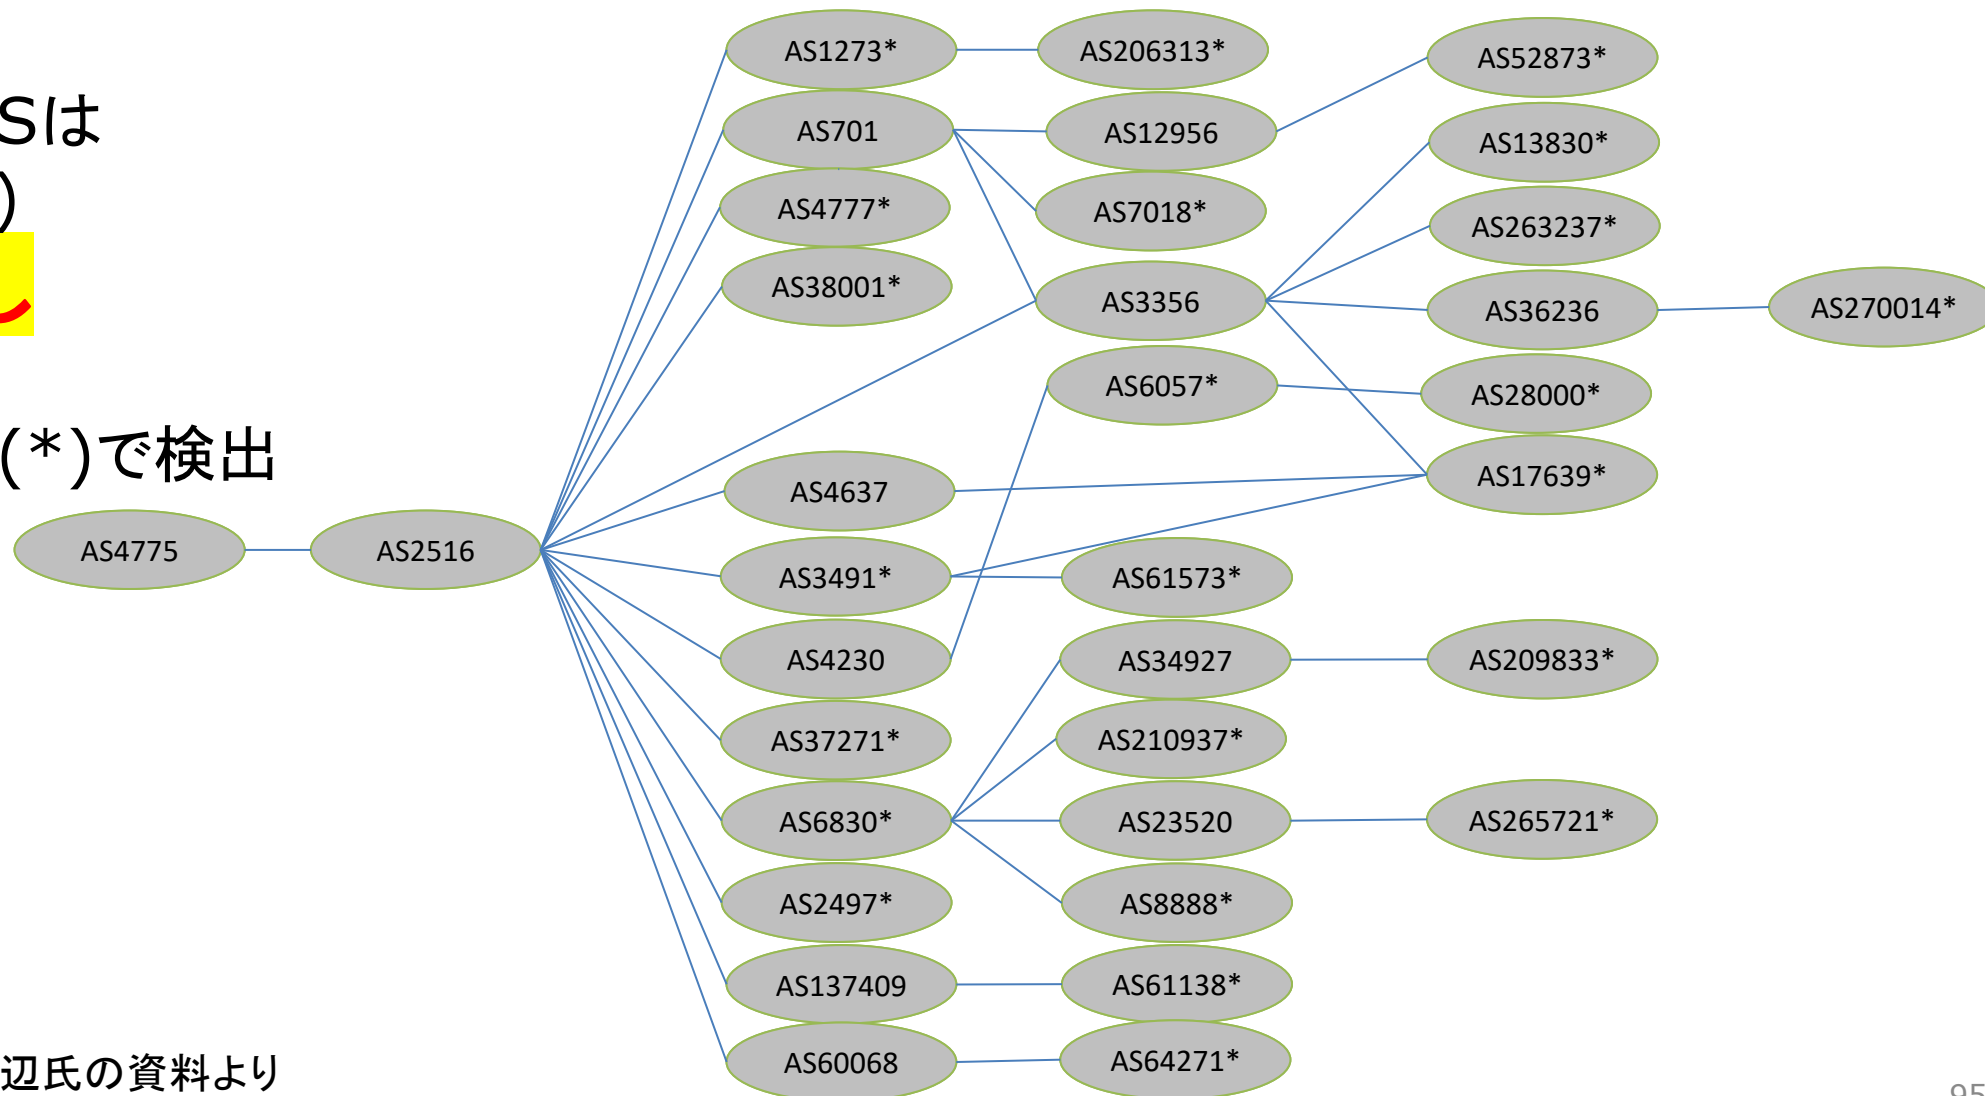 Sは
)
し
(*)で検出
AS4775
AS2516
AS1273*
AS701
AS4777*
AS38001*
AS4637
AS3491*
AS4230
AS37271*
AS6830*
AS2497*
AS137409
AS60068
AS206313*
AS12956
AS7018*
AS3356
AS6057*
AS61573*
AS34927
AS210937*
AS23520
AS8888*
AS61138*
AS64271*
AS52873*
AS13830*
AS263237*
AS36236
AS28000*
AS17639*
AS209833*
AS265721*
AS270014*
辺氏の資料より
95